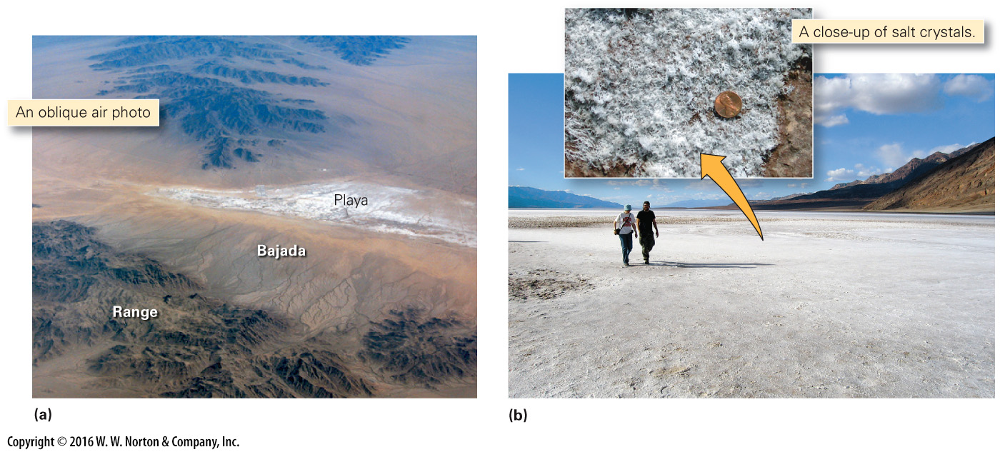 An oblique air photo
Playa
Bajada
Range
(a)
A close-up of salt crystals.
(b)
Copyright © 2016 W. W. Norton & Company, Inc.